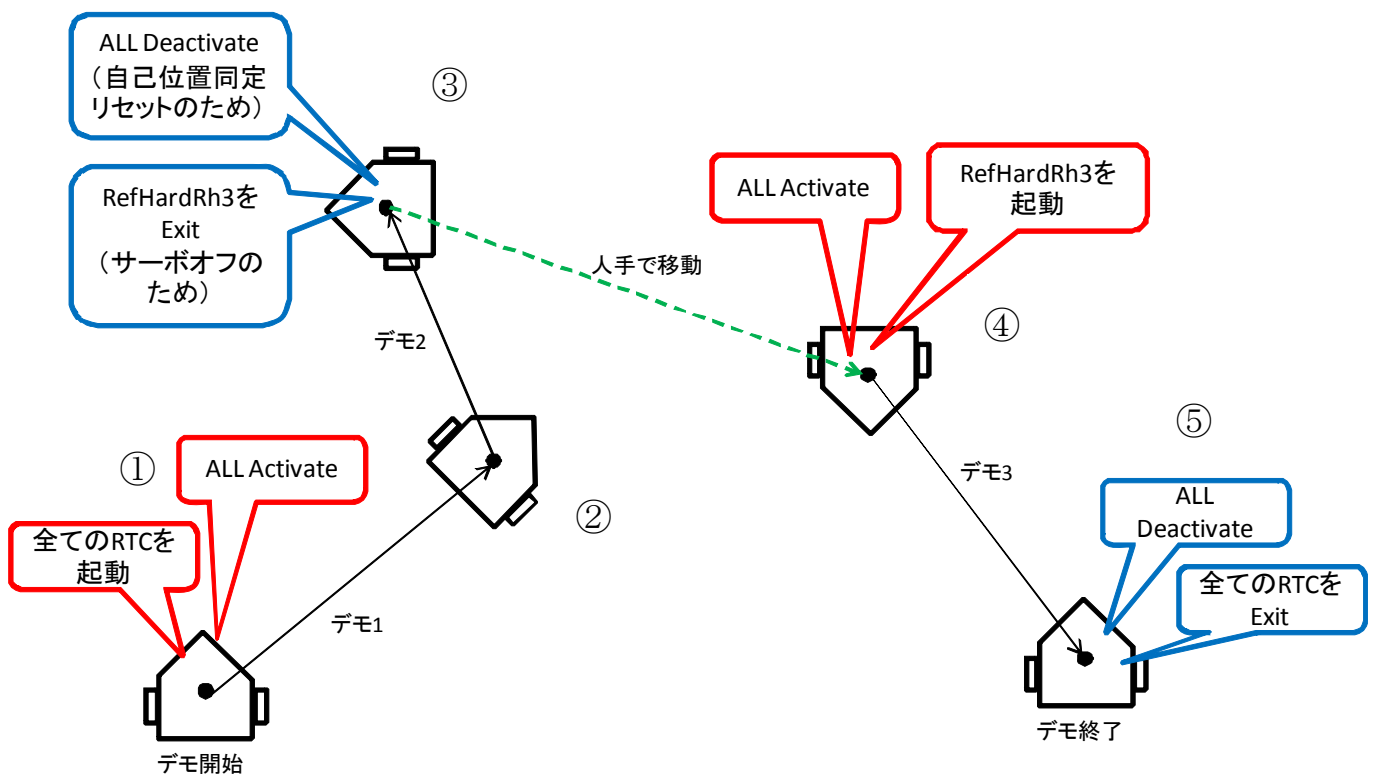 ALL Deactivate
（自己位置同定
リセットのため）
③
RefHardRh3を
Exit
（サーボオフの
ため）
ALL Activate
RefHardRh3を
起動
人手で移動
④
デモ2
①
ALL Activate
②
デモ3
⑤
全てのRTCを
起動
デモ1
ALL
Deactivate
全てのRTCを
Exit
デモ開始
デモ終了